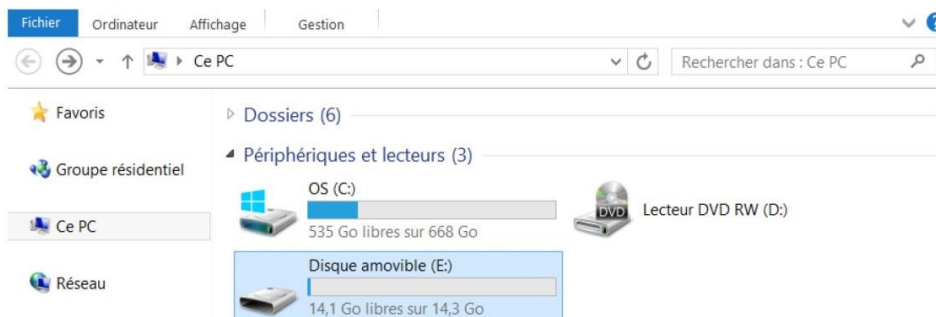 Fichier Ordinateur Affichage Gestion
Ce PC Rechercher dans : Ce PC
Favoris
Dossiers (6)
Groupe résidentiel
Périphériques et lecteurs (3)
OS (C:)
535 Go libres sur 668 Go
DVD
Lecteur DVD RW (D:)
Ce PC
Disque amovible (E:)
14,1 Go libres sur 14,3 Go
Réseau